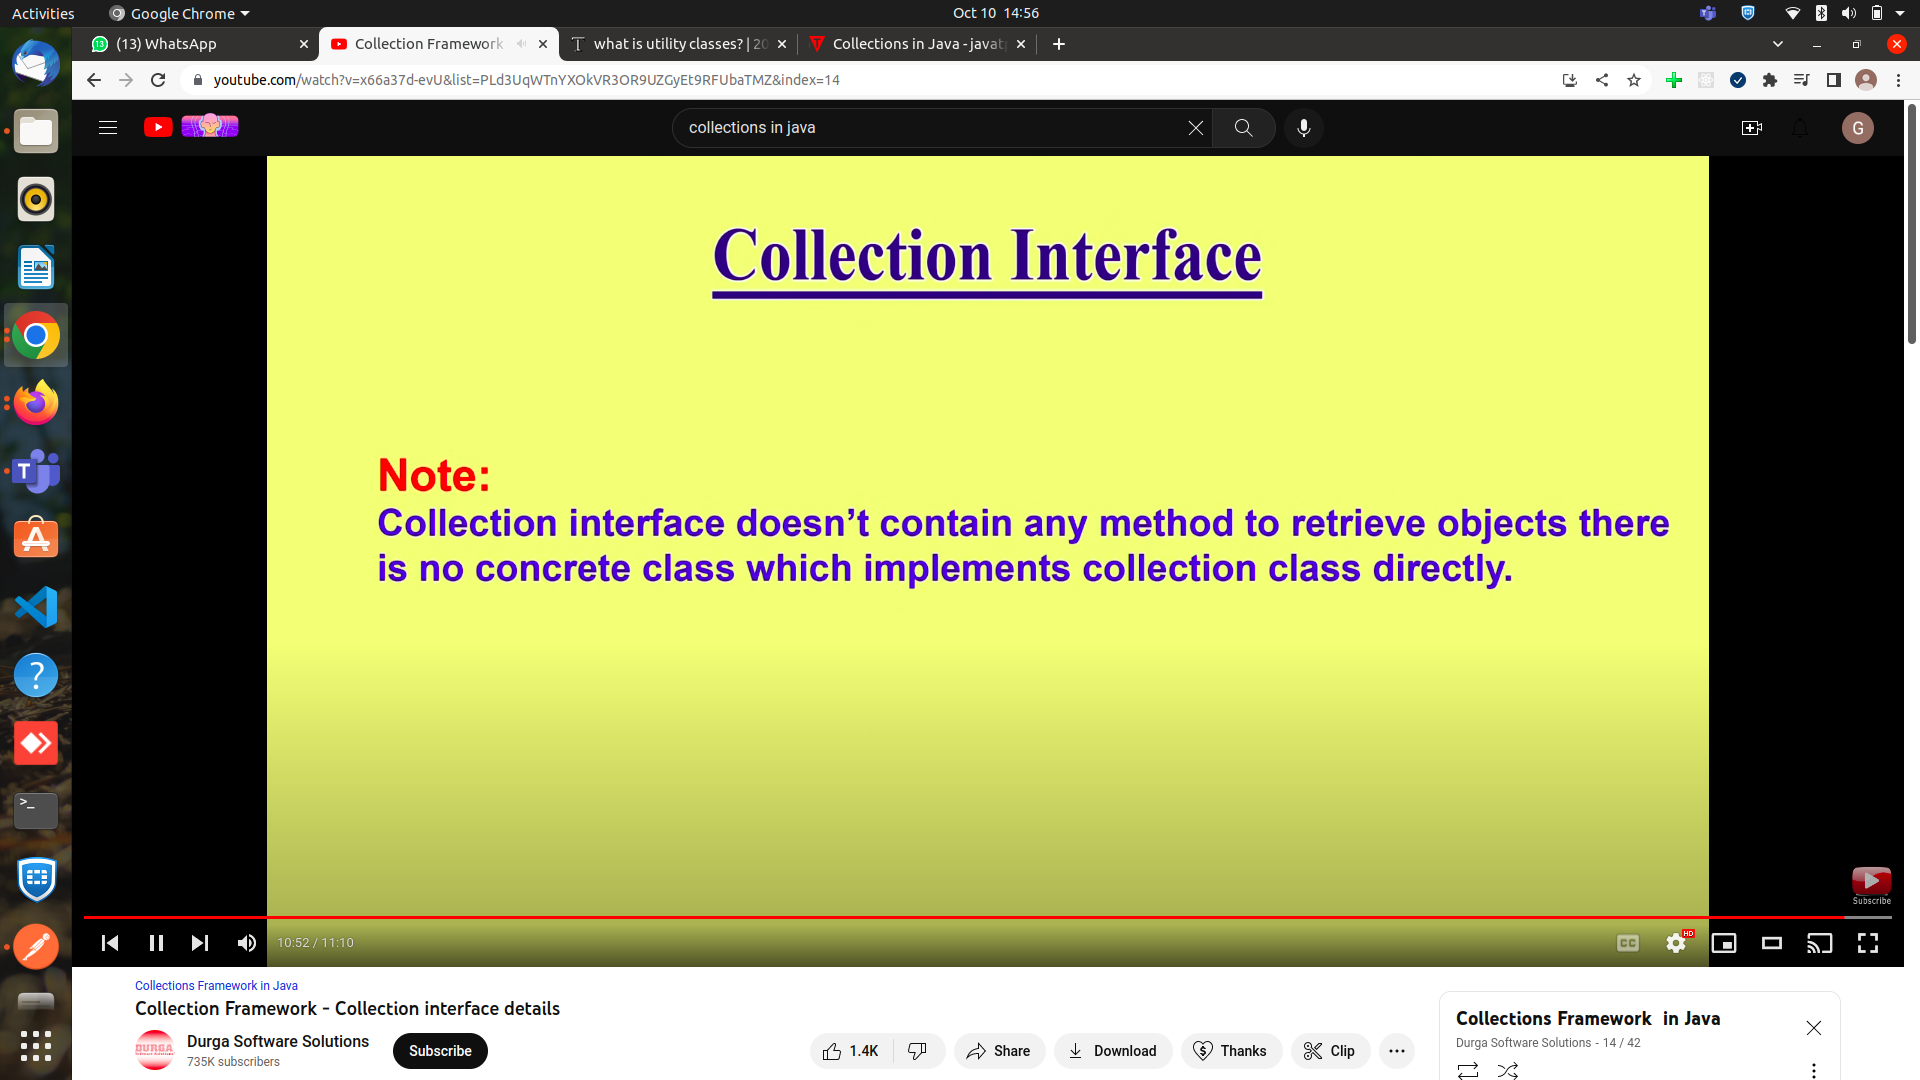 Activities
Google Chrome
Oct 10 14:56
(13) WhatsApp
Collection Framework
what is utility classes? | 20
Collections in Java - javat
youtube.com/watch?v=x66a37d-evU&list=PLd3UqWTnYXOkVR3OR9UZGyEt9RFUbaTMZ&index=14
collections in java
G
Collection Interface
Note:
Collection interface doesn’t contain any method to retrieve objects there
is no concrete class which implements collection class directly.
Subscribe
10:52 / 11:10
CC
HD
Collections Framework in Java
Collection Framework - Collection interface details
DURGA
Durga Software Solutions
735K subscribers
Subscribe
1.4K
Share
Download
Thanks
Clip
Collections Framework in Java
Durga Software Solutions - 14 / 42